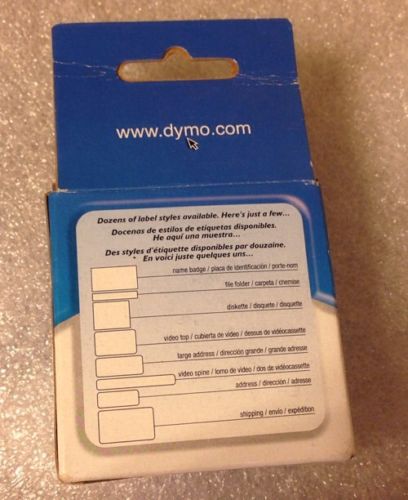 www.dymo.com
Dozens of label styles available. Here's just a few...
Docenas de estilos de etiquetas disponibles.
He aquí una muestra...
Des styles d'étiquette disponibles par douzaine.
En voici juste quelques uns...
name badge / placa de identificación / porte-nom
file folder / carpeta / chemise
diskette / disquete / disquette
video top / cubierta de video / dessus de vidéocassette
large address / dirección grande / grande adresse
video spine / lomo de video / dos de vidéocassette
address / dirección / adresse
shipping / envío / expédition